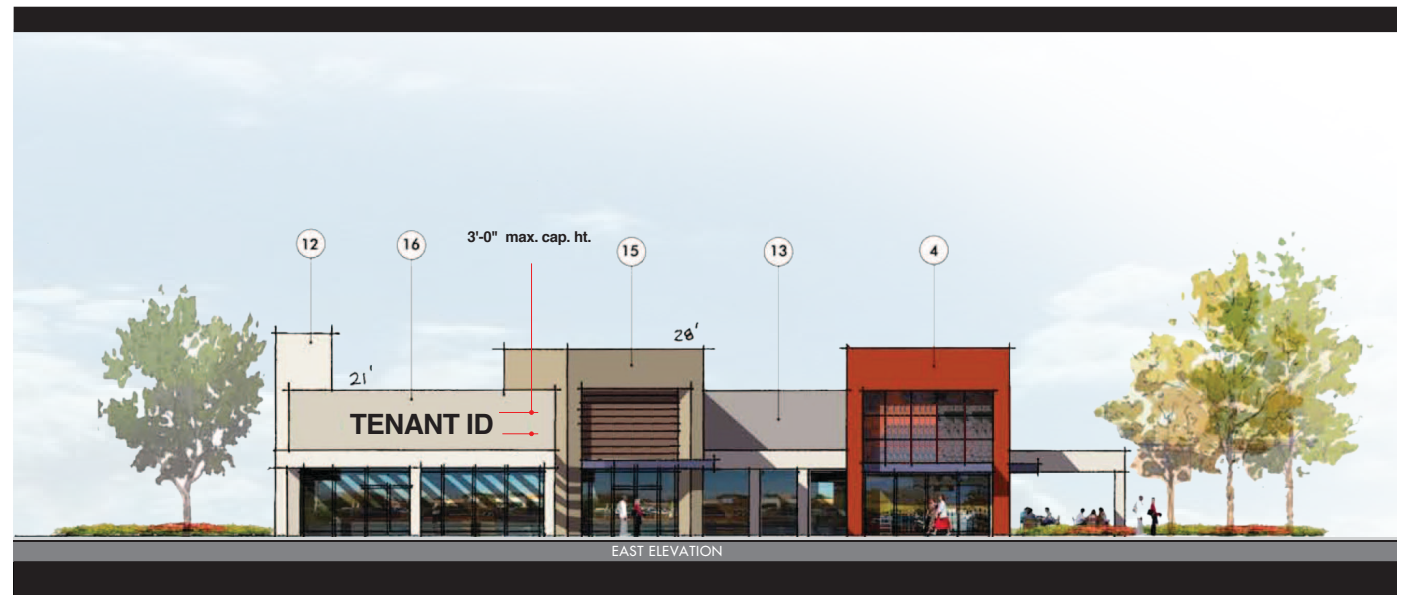 12
16
3'-0" max. cap. ht.
15
13
4
28'
21'
TENANT ID
EAST ELEVATION